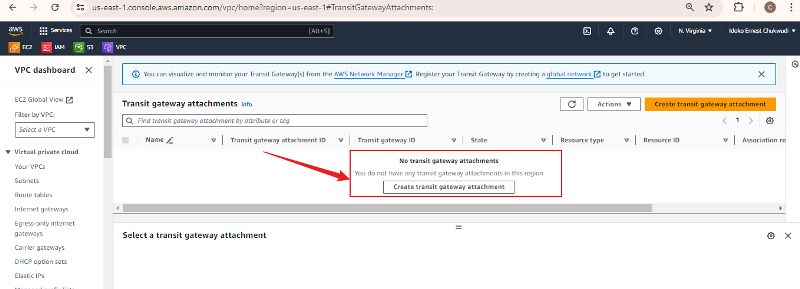 us-east-1.console.aws.amazon.com/vpc/home?region=us-east-1#TransitGatewayAttachments:
C
aws
Services
Search
[Alt+S]
N. Virginia
Idoko Ernest Chukwudi
EC2
IAM
S3
VPC
VPC dashboard
EC2 Global View
Filter by VPC:
Select a VPC
Virtual private cloud
Your VPCs
Subnets
Route tables
Internet gateways
Egress-only internet
gateways
Carrier gateways
DHCP option sets
Elastic IPs
You can visualize and monitor your Transit Gateway(s) from the AWS Network Manager. Register your Transit Gateway by creating a global network to get started
Transit gateway attachments Info
Actions
Create transit gateway attachment
Find transit gateway attachment by attribute or tag
1
Name
Transit gateway attachment ID
Transit gateway ID
State
Resource type
Resource ID
Association ro
No transit gateway attachments
You do not have any transit gateway attachments in this region
Create transit gateway attachment
Select a transit gateway attachment